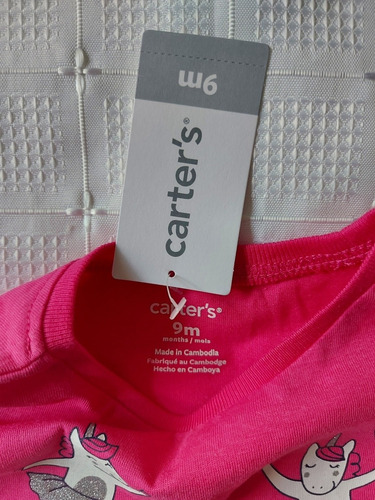 9m
carter's®
carter's®
9m
months / mois
Made in Cambodia
Fabriqué au Cambodge
Hecho en Camboya